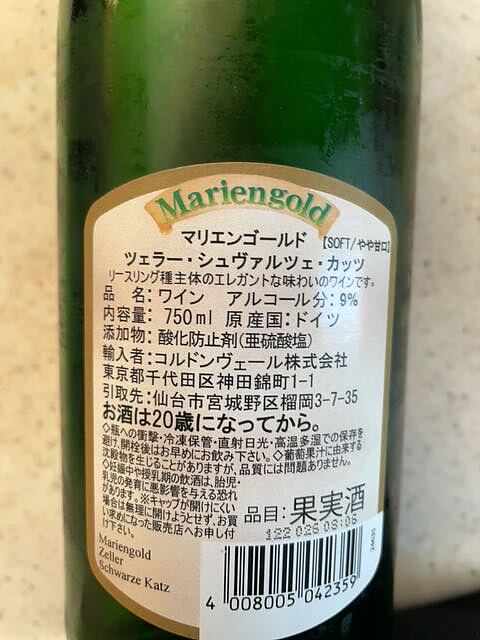 Mariengold
マリエンゴールド 【SOFT/やや甘口】
ツェラー・シュヴァルツェ・カッツ
リースリング種主体のエレガントな味わいのワインです。
品 名：ワイン アルコール分：9%
内容量：750ml 原産国：ドイツ
添加物：酸化防止剤(亜硫酸塩)
輸入者：コルドンヴェール株式会社
東京都千代田区神田錦町1-1
引取先：仙台市宮城野区榴岡3-7-35
お酒は20歳になってから。
◇瓶への衝撃・冷凍保管・直射日光・高温多湿での保存を
避け、開栓後はお早めにお飲み下さい。◇葡萄果汁に由来する
沈殿物を生じることがありますが、品質には問題ありません。
◇妊娠中や授乳期の飲酒は、胎児・
乳児の発育に悪影響を与える恐れ
があります。※キャップが開けにくい
場合は無理に開けようとせず、お買
い求めになった販売店へお申し付
け下さい。
品目：果実酒
Mariengold
Zeller
Schwarze Katz
24635
4 008005 042359